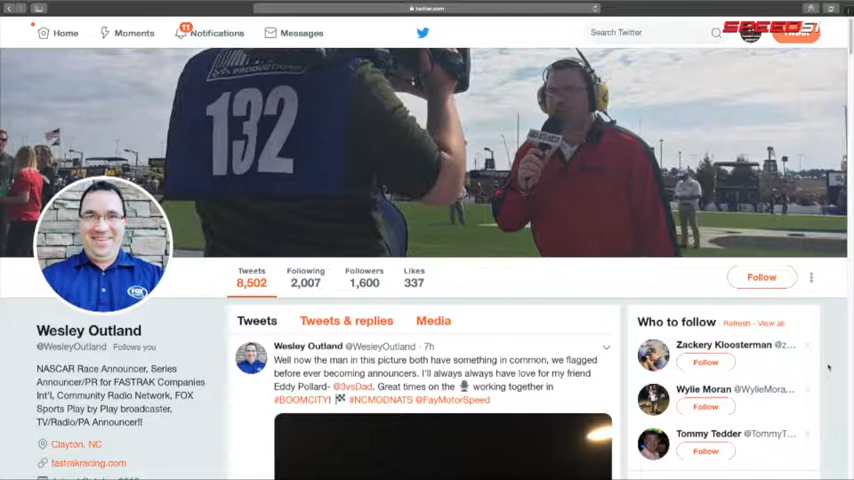 twitter.com
Home
Moments
11
Notifications
Messages
Search Twitter
Tweet
SPEED51
PRODUCTIONS
132
FOX
Tweets
8,502
Following
2,007
Followers
1,600
Likes
337
Follow
Wesley Outland
@WesleyOutland Follows you
NASCAR Race Announcer, Series
Announcer/PR for FASTRAK Companies
Int'l, Community Radio Network, FOX
Sports Play by Play broadcaster,
TV/Radio/PA Announcer!!
Clayton, NC
fastrakracing.com
Tweets Tweets & replies Media
Wesley Outland @WesleyOutland · 7h
Well now the man in this picture both have something in common, we flagged
before ever becoming announcers. I'll always always have love for my friend
Eddy Pollard- @3vsDad. Great times on the working together in
#BOOMCITY! #NCMODNATS @FayMotorSpeed
Who to follow · Refresh · View all
Zackery Kloosterman @z...
Follow
Wylie Moran @WylieMora...
Follow
Tommy Tedder @TommyT...
Follow